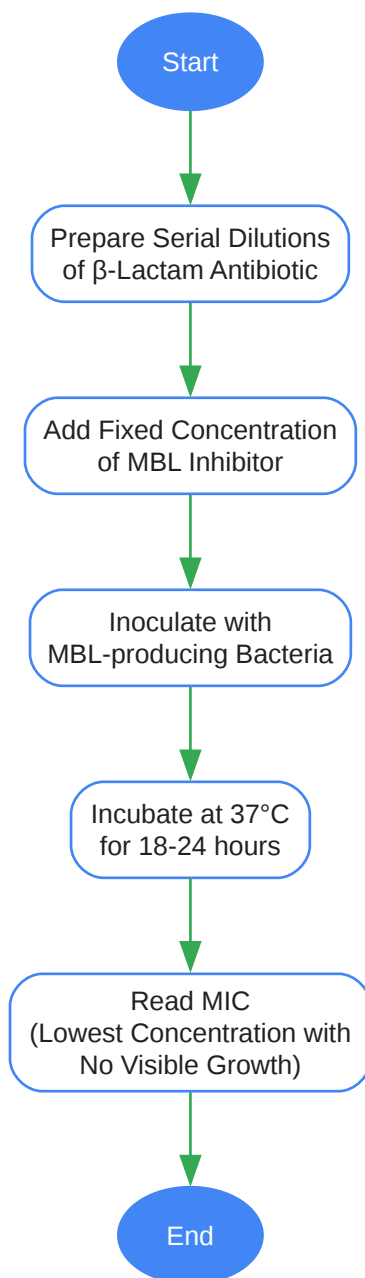 Start
Prepare Serial Dilutions
of β-Lactam Antibiotic
Add Fixed Concentration
of MBL Inhibitor
Inoculate with
MBL-producing Bacteria
Incubate at 37°C
for 18-24 hours
Read MIC
(Lowest Concentration with
No Visible Growth)
End